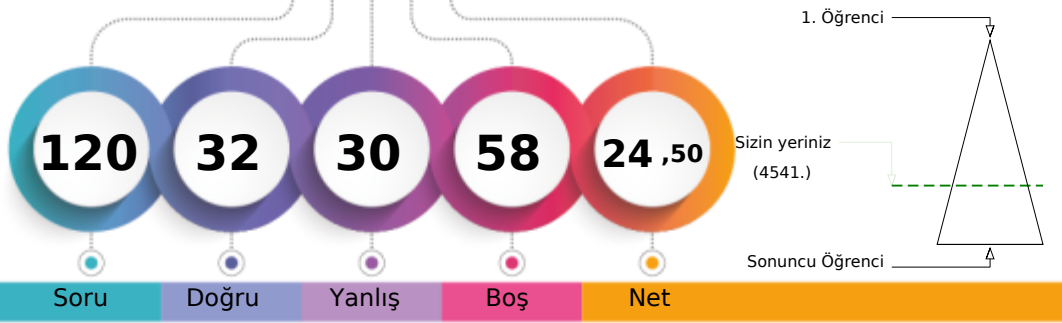 120 32 30 58 24 ,50
Soru Doğru Yanlış Boş Net
1. Öğrenci
Sizin yeriniz
(4541.)
Sonuncu Öğrenci